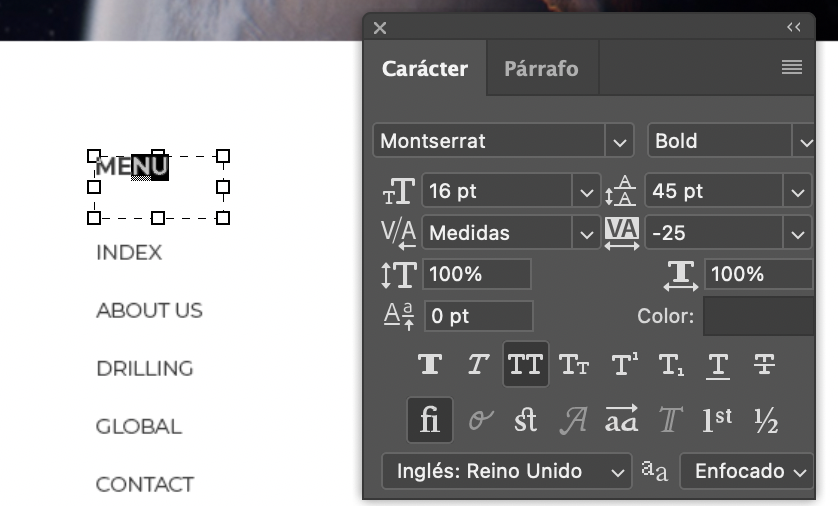 Carácter Párrafo
MENU
INDEX
ABOUT US
DRILLING
GLOBAL
CONTACT
Montserrat Bold
16 pt 45 pt
Medidas -25
100% 100%
0 pt Color:
Inglés: Reino Unido Enfocado